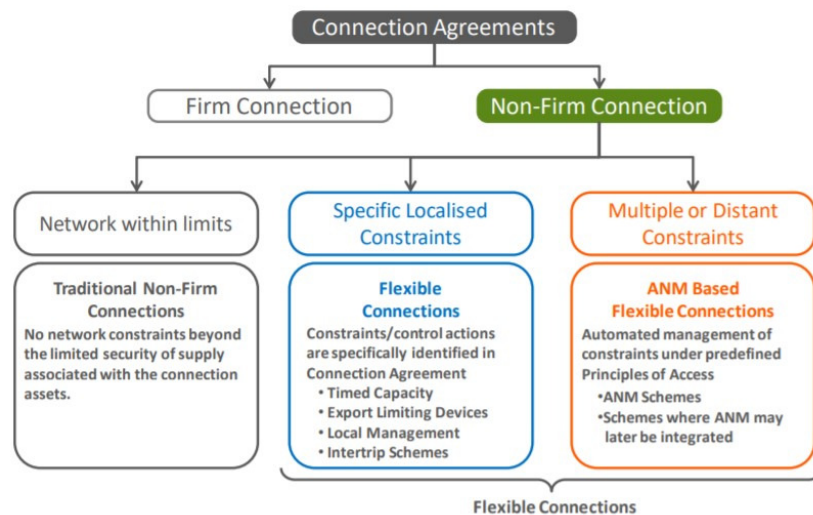 Connection Agreements
Firm Connection
Non-Firm Connection
Network within limits
Specific Localised
Constraints
Multiple or Distant
Constraints
Traditional Non-Firm
Connections
No network constraints beyond
the limited security of supply
associated with the connection
assets.
Flexible
Connections
Constraints/control actions
are specifically identified in
Connection Agreement
• Timed Capacity
• Export Limiting Devices
• Local Management
• Intertrip Schemes
ANM Based
Flexible Connections
Automated management of
constraints under predefined
Principles of Access
•ANM Schemes
•Schemes where ANM may
later be integrated
Flexible Connections